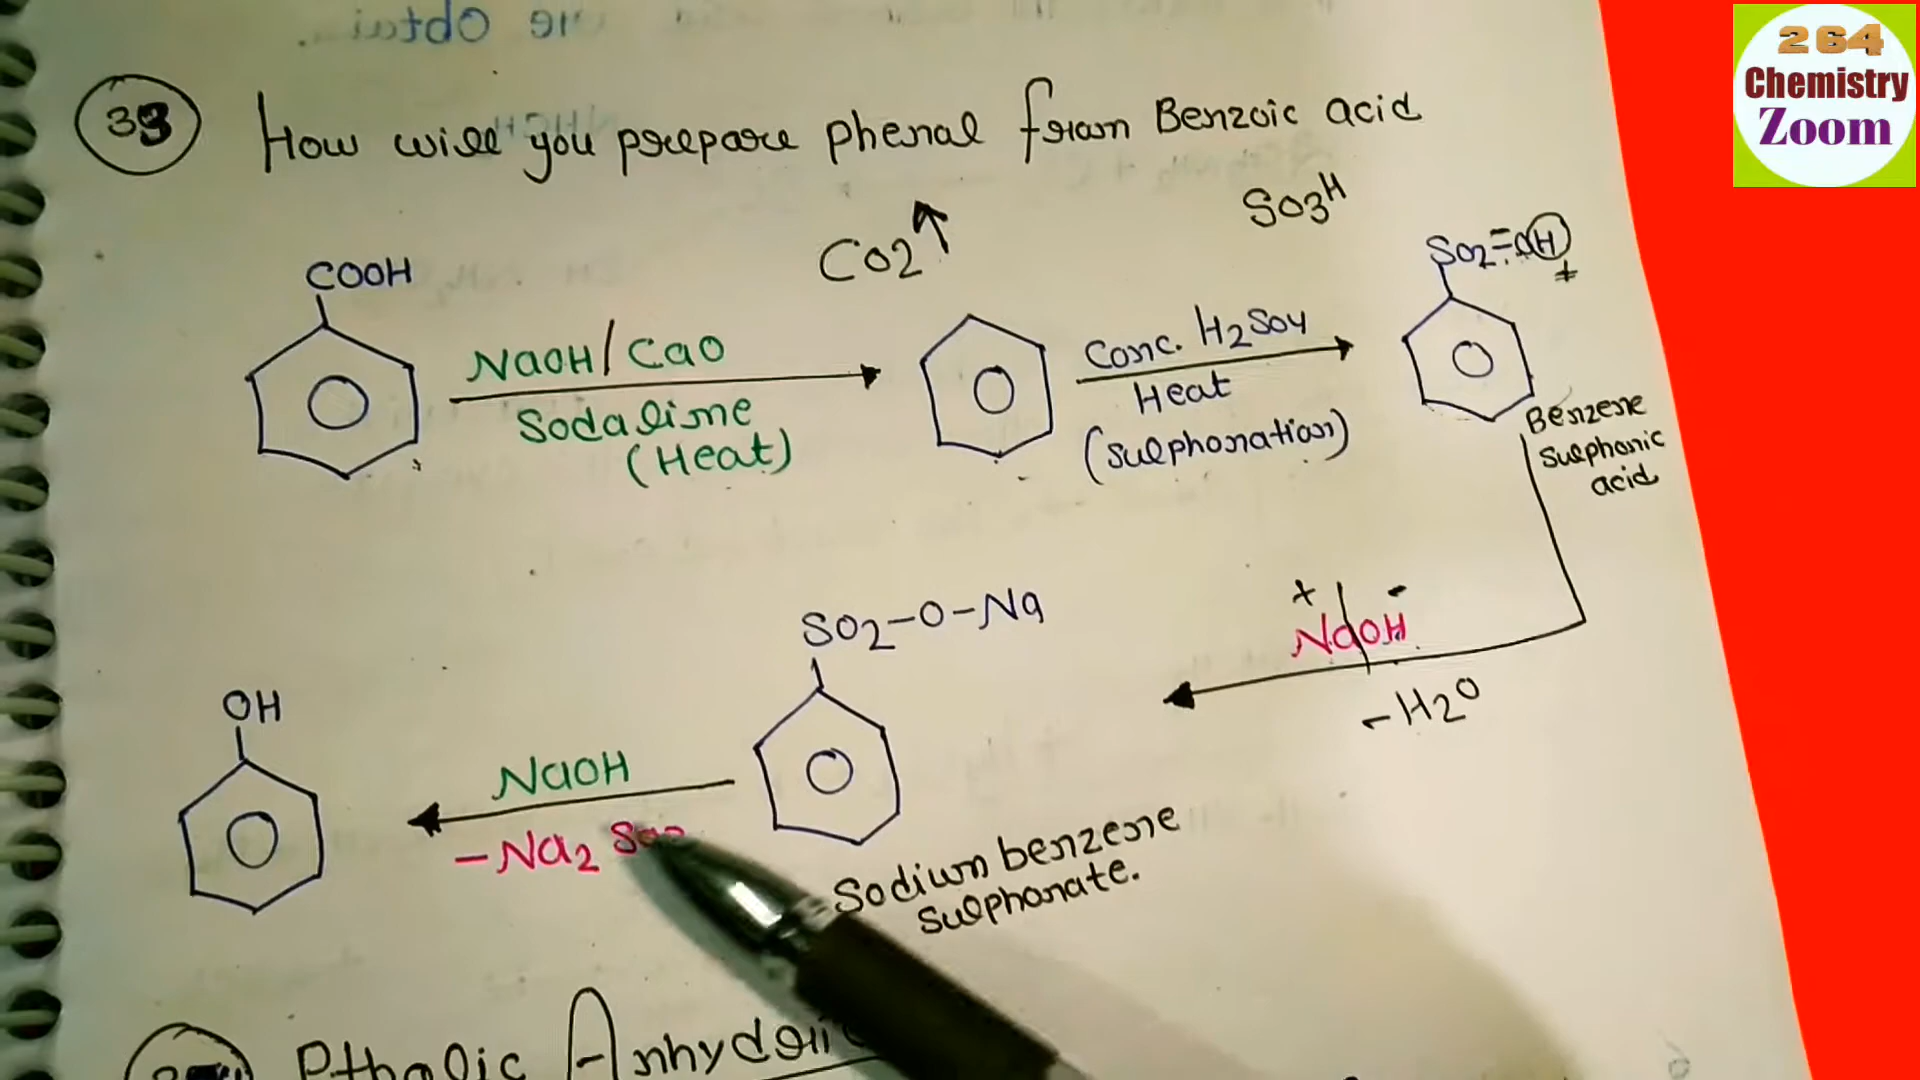 264
Chemistry
Zoom
33 How will you prepare phenol from Benzoic acid
SO3H
CO2↑
COOH
SO2-OH
+
NaOH/CaO
Sodalime
(Heat)
Conc. H2SO4
Heat
(sulphonation)
Benzene
sulphonic
acid
SO2-O-Na
+ -
NaOH
-H2O
OH
NaOH
-Na2
Sodium benzene
sulphonate.
Pthalic Anhydri